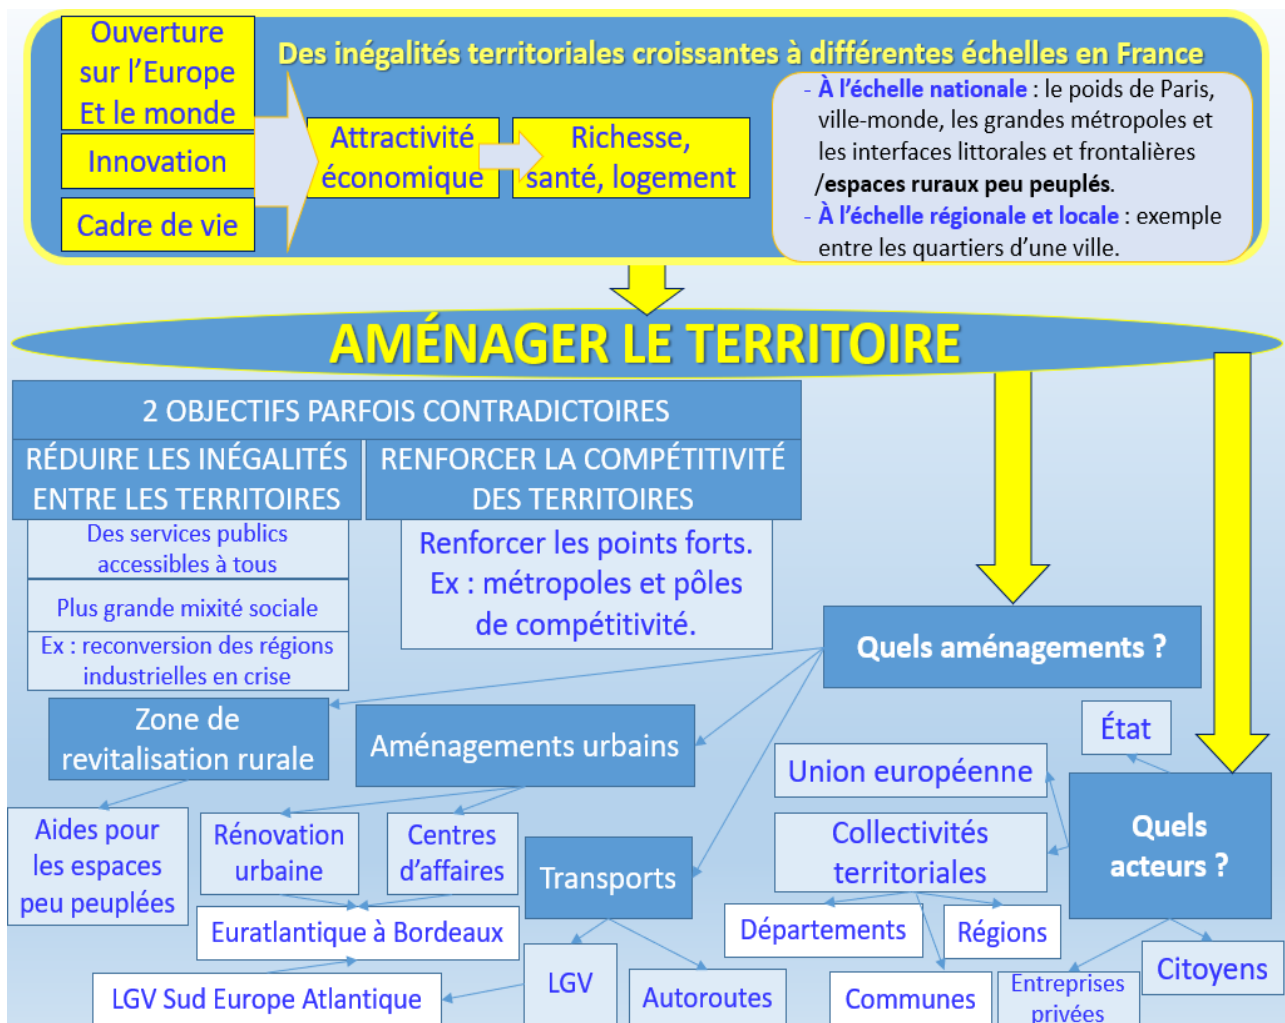 Ouverture
sur l’Europe
Et le monde
Innovation
Cadre de vie
Des inégalités territoriales croissantes à différentes échelles en France
Attractivité
économique
Richesse,
santé, logement
- À l’échelle nationale : le poids de Paris,
ville-monde, les grandes métropoles et
les interfaces littorales et frontalières
/espaces ruraux peu peuplés.
- À l’échelle régionale et locale : exemple
entre les quartiers d’une ville.
AMÉNAGER LE TERRITOIRE
2 OBJECTIFS PARFOIS CONTRADICTOIRES
RÉDUIRE LES INÉGALITÉS
ENTRE LES TERRITOIRES
RENFORCER LA COMPÉTITIVITÉ
DES TERRITOIRES
Des services publics
accessibles à tous
Plus grande mixité sociale
Ex : reconversion des régions
industrielles en crise
Renforcer les points forts.
Ex : métropoles et pôles
de compétitivité.
Quels aménagements ?
Zone de
revitalisation rurale
Aménagements urbains
Aides pour
les espaces
peu peuplées
Rénovation
urbaine
Centres
d’affaires
Transports
Euratlantique à Bordeaux
LGV Sud Europe Atlantique
LGV
Autoroutes
État
Union européenne
Quels
acteurs ?
Collectivités
territoriales
Départements
Régions
Communes
Entreprises
privées
Citoyens